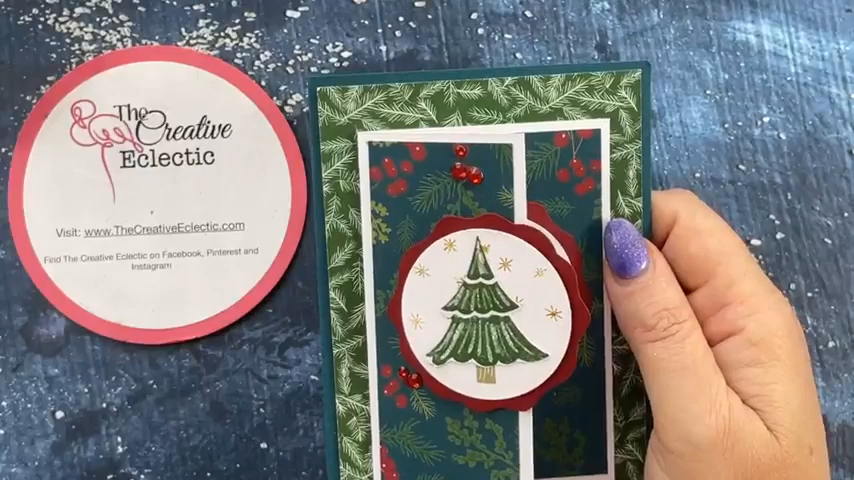 The
Creative
Eclectic
Visit: www.TheCreativeEclectic.com
Find The Creative Eclectic on Facebook, Pinterest and
Instagram